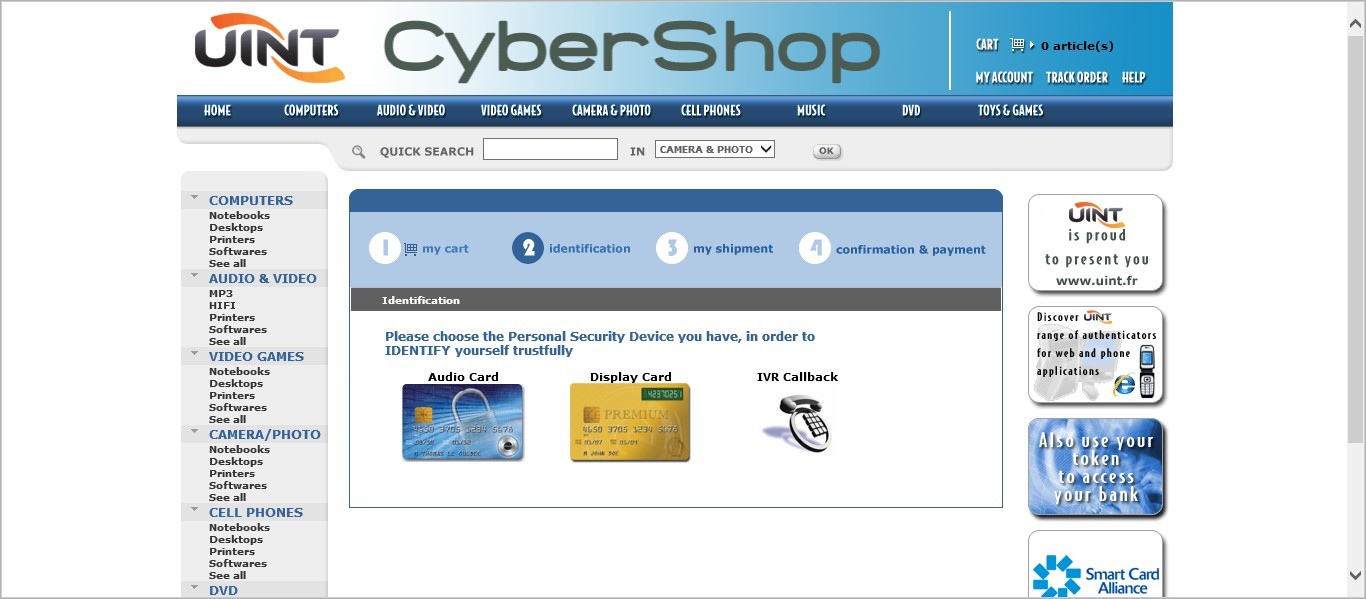 UINT CyberShop
CART 0 article(s)
MY ACCOUNT TRACK ORDER HELP
HOME COMPUTERS AUDIO & VIDEO VIDEO GAMES CAMERA & PHOTO CELL PHONES MUSIC DVD TOYS & GAMES
QUICK SEARCH IN CAMERA & PHOTO OK
COMPUTERS
Notebooks
Desktops
Printers
Softwares
See all
AUDIO & VIDEO
MP3
HIFI
Printers
Softwares
See all
VIDEO GAMES
Notebooks
Desktops
Printers
Softwares
See all
CAMERA/PHOTO
Notebooks
Desktops
Printers
Softwares
See all
CELL PHONES
Notebooks
Desktops
Printers
Softwares
See all
DVD
1 my cart 2 identification 3 my shipment 4 confirmation & payment
Identification
Please choose the Personal Security Device you have, in order to
IDENTIFY yourself trustfully
Audio Card Display Card IVR Callback
4650 3705 3234 5676
42370251
PREMIUM
4650 3705 3234 5676
M JOHN DOE
UINT
is proud
to present you
www.uint.fr
Discover UINT
range of authenticators
for web and phone
applications
Also use your
token
to access
your bank
Smart Card
Alliance